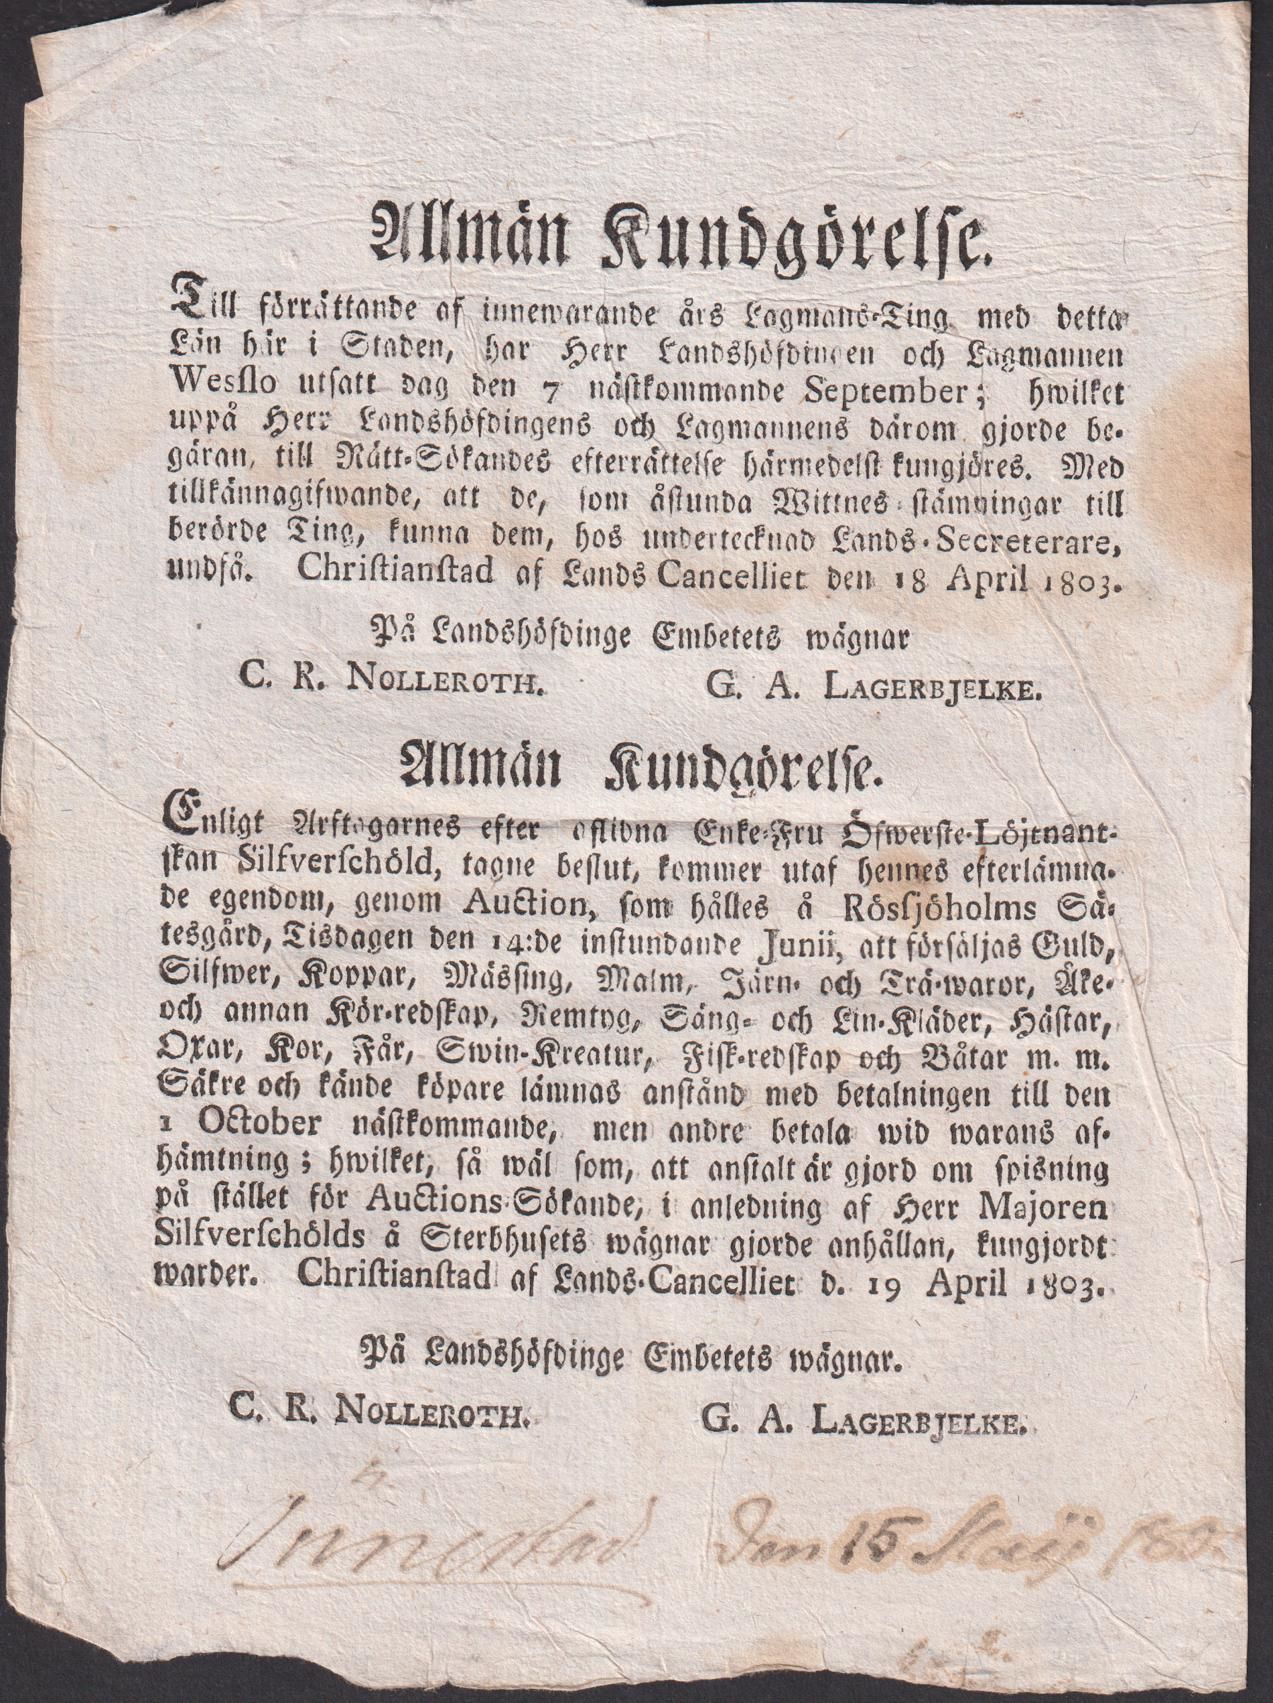 Allmän Kundgörelse.
Till förrättande af innewarande års Lagmans-Ting med detta
Län här i Staden, har Herr Landshöfdingen och Lagmannen
Wesslo utsatt dag den 7 nästkommande September; hwilket
uppå Herr Landshöfdingens och Lagmannens därom gjorde be-
gäran, till Rätt-Sökandes efterrättelse härmedelst kungjöres. Med
tillkännagifwande, att de, som åstunda Wittnes-stämningar till
berörde Ting, kunna dem, hos undertecknad Lands-Secreterare,
undfå. Christianstad af Lands Cancelliet den 18 April 1803.
På Landshöfdinge Embetets wägnar
C. R. NOLLEROTH. G. A. LAGERBJELKE.
Allmän Kundgörelse.
Enligt Arftagarnes efter aflidna Enke-Fru Öfwerste-Löjtnant-
skan Silfverschöld, tagne beslut, kommer utaf hennes efterlämna-
de egendom, genom Auction, som hålles å Rössjöholms Sä-
tesgård, Tisdagen den 14:de instundande Junii, att försäljas Guld,
Silfwer, Koppar, Mässing, Malm, Järn- och Trä-waror, Åke-
och annan Kör-redskap, Remtyg, Säng- och Lin-Kläder, Hästar,
Oxar, Kor, Får, Swin-Kreatur, Fisk-redskap och Båtar m. m.
Säkre och kände köpare lämnas anstånd med betalningen till den
1 October nästkommande, men andre betala wid warans af-
hämtning; hwilket, så wäl som, att anstalt är gjord om spisning
på stället för Auctions-Sökande, i anledning af Herr Majoren
Silfverschölds å Sterbhusets wägnar gjorde anhållan, kungjordt
warder. Christianstad af Lands-Cancelliet d. 19 April 1803.
På Landshöfdinge Embetets wägnar.
C. R. NOLLEROTH. G. A. LAGERBJELKE.
Önnestad den 15 Maij